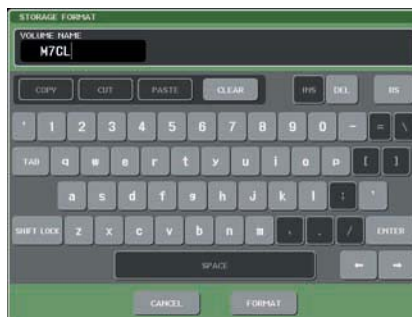 STORAGE FORMAT
VOLUME NAME
M7CL
COPY CUT PASTE CLEAR INS DEL BS
` 1 2 3 4 5 6 7 8 9 0 - = \
TAB q w e r t y u i o p [ ]
a s d f g h j k l ; '
SHIFT LOCK z x c v b n m , . / ENTER
SPACE ← →
CANCEL FORMAT